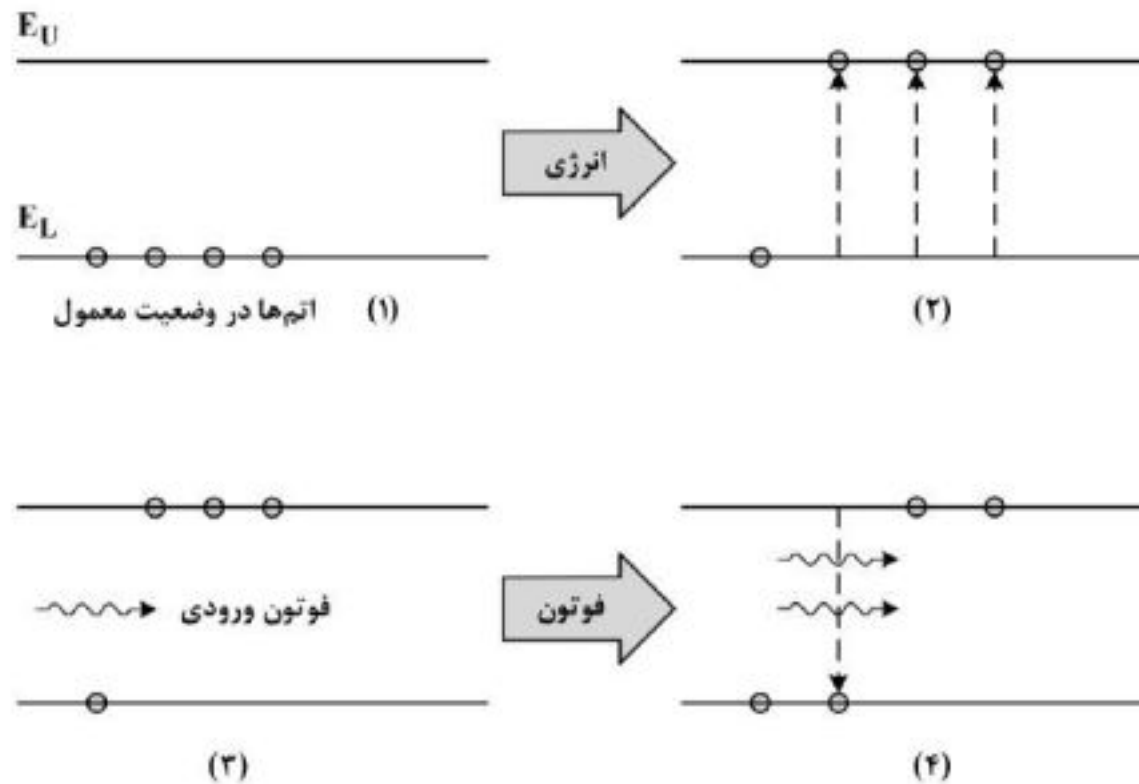 E_U
انرژی
E_L
(۱) اتم‌ها در وضعیت معمول
(۲)
فوتون ورودی
فوتون
(۳)
(۴)